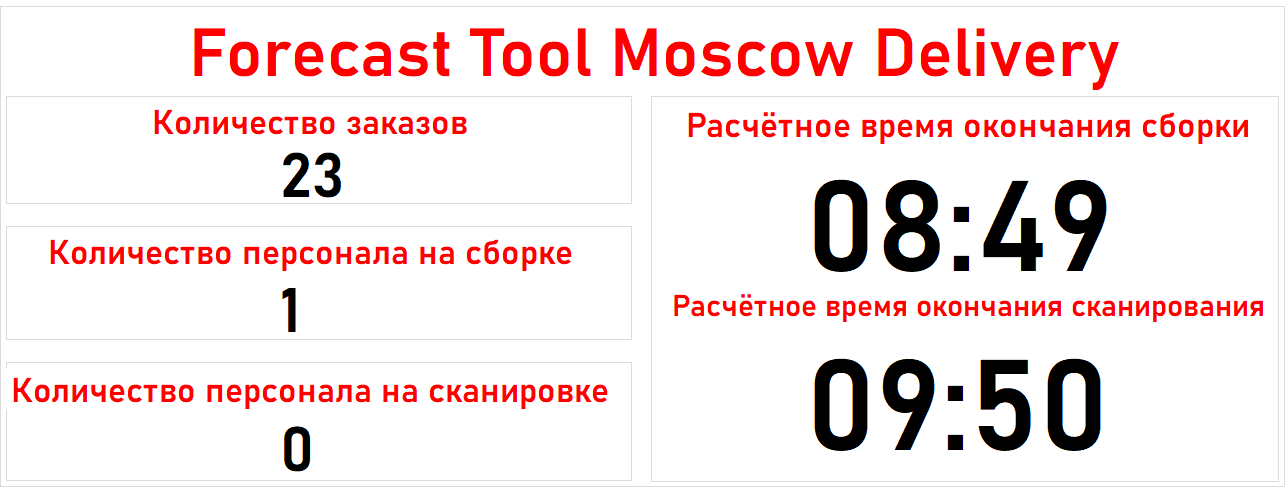 Forecast Tool Moscow Delivery
Количество заказов
23
Количество персонала на сборке
1
Количество персонала на сканировке
0
Расчётное время окончания сборки
08:49
Расчётное время окончания сканирования
09:50